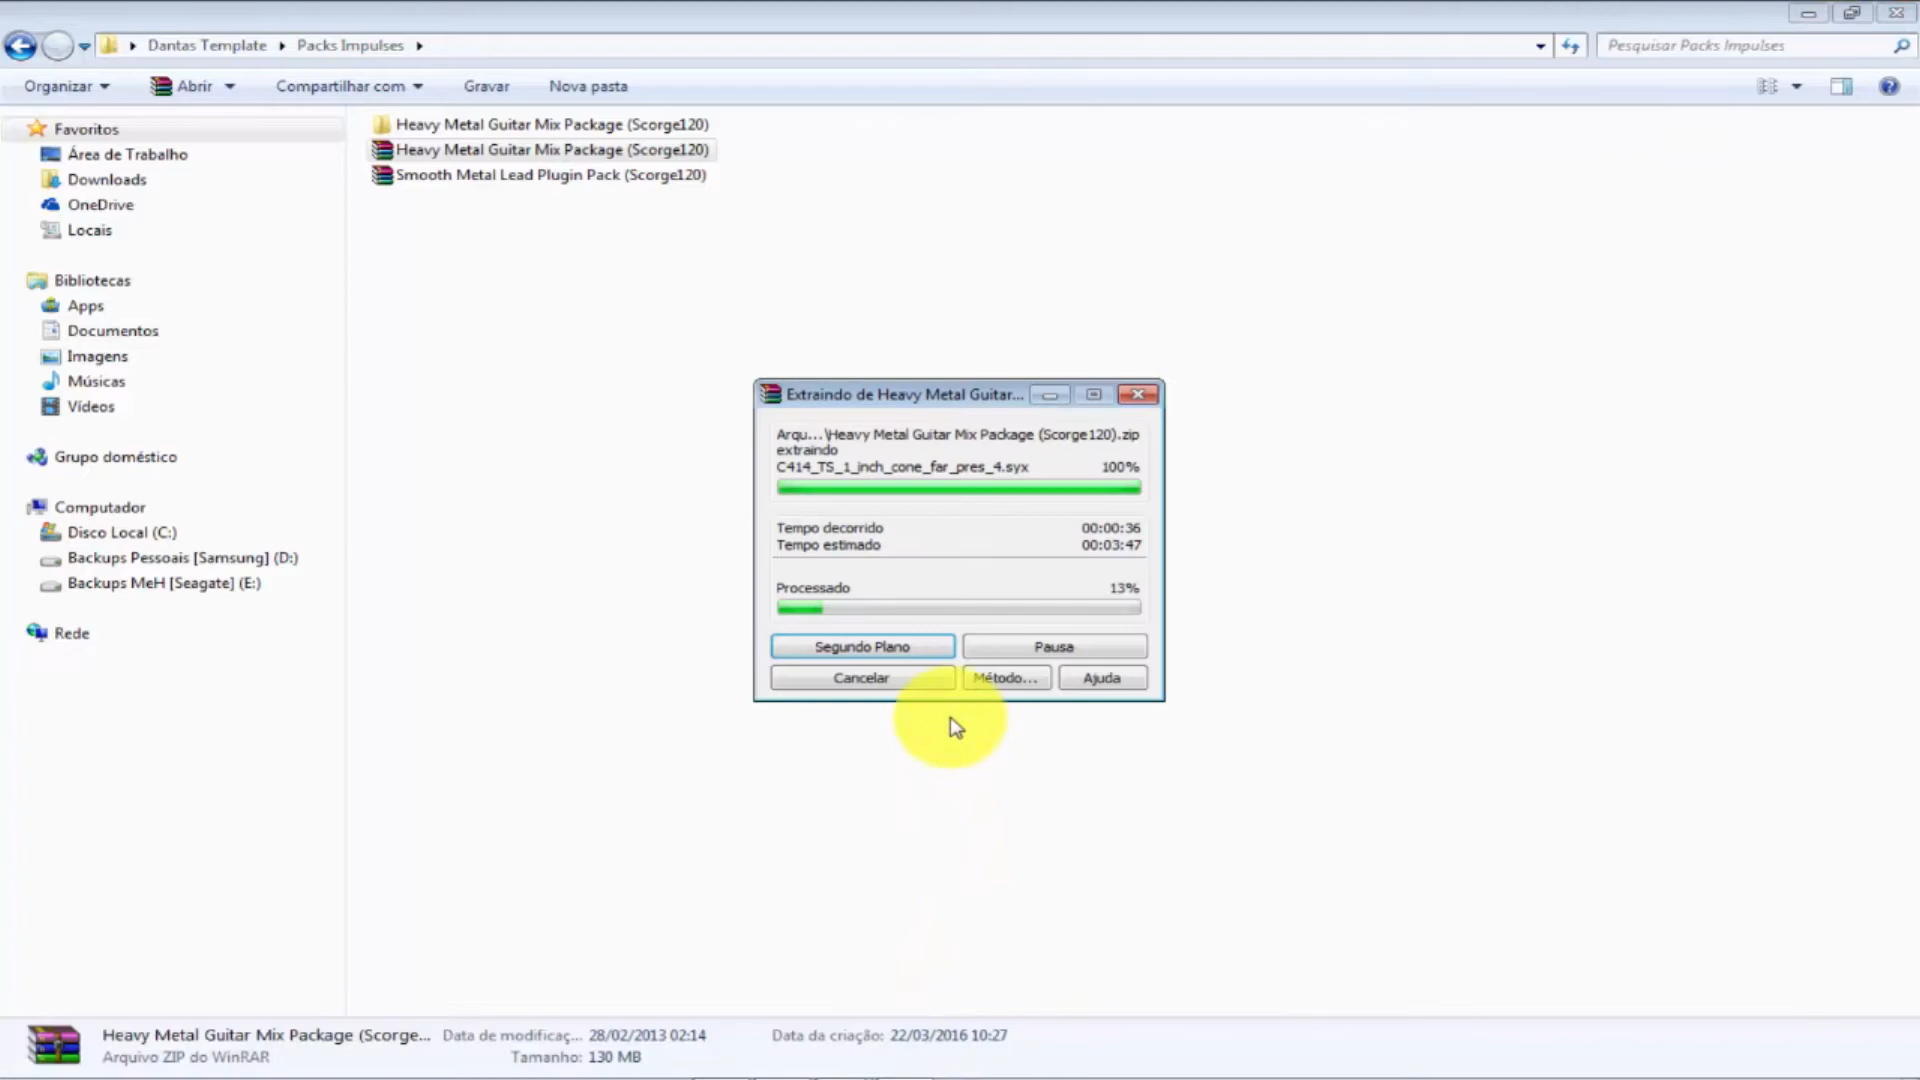 Dantas Template
Packs Impulses
Pesquisar Packs Impulses
Organizar
Abrir
Compartilhar com
Gravar
Nova pasta
Favoritos
Área de Trabalho
Downloads
OneDrive
Locais
Bibliotecas
Apps
Documentos
Imagens
Músicas
Vídeos
Grupo doméstico
Computador
Disco Local (C:)
Backups Pessoais [Samsung] (D:)
Backups MeH [Seagate] (E:)
Rede
Heavy Metal Guitar Mix Package (Scorge120)
Heavy Metal Guitar Mix Package (Scorge120)
Smooth Metal Lead Plugin Pack (Scorge120)
Extraindo de Heavy Metal Guitar...
Arqu...\Heavy Metal Guitar Mix Package (Scorge120).zip
extraindo
C414_TS_1_inch_cone_far_pres_4.syx 100%
Tempo decorrido 00:00:36
Tempo estimado 00:03:47
Processado 13%
Segundo Plano Pausa
Cancelar Método... Ajuda
Heavy Metal Guitar Mix Package (Scorge... Data de modificaç... 28/02/2013 02:14 Data da criação: 22/03/2016 10:27
Arquivo ZIP do WinRAR Tamanho: 130 MB